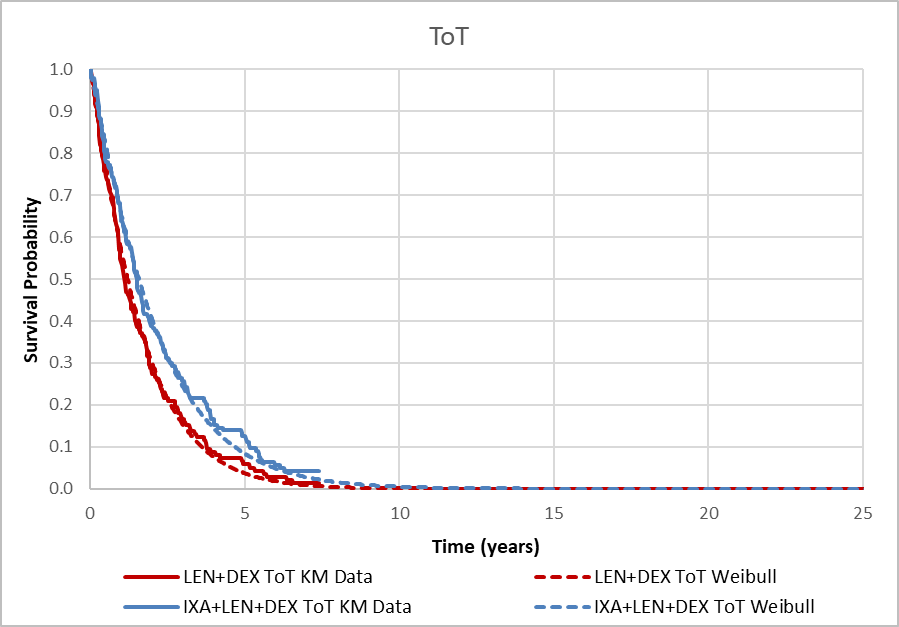 ToT
1.0
0.9
0.8
0.7
0.6
0.5
0.4
0.3
0.2
0.1
0.0
Survival Probability
0 5 10 15 20 25
Time (years)
LEN+DEX ToT KM Data LEN+DEX ToT Weibull
IXA+LEN+DEX ToT KM Data IXA+LEN+DEX ToT Weibull